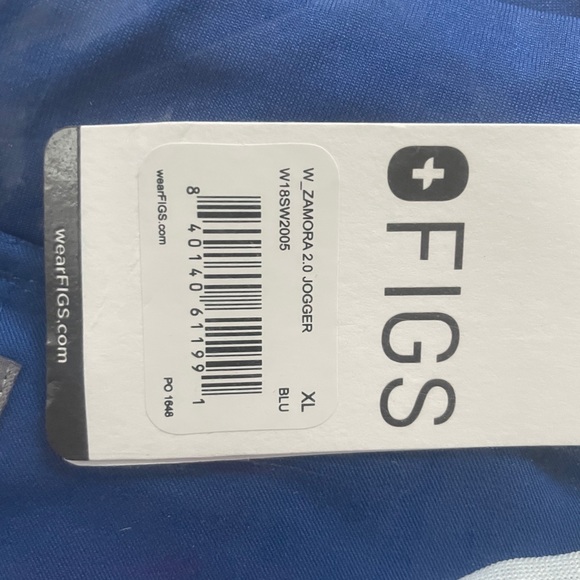 FIGS
W_ZAMORA 2.0 JOGGER XL
W18SW2005 BLU
8 40140 61199 1
wearFIGS.com PO 1648
wearFIGS.com